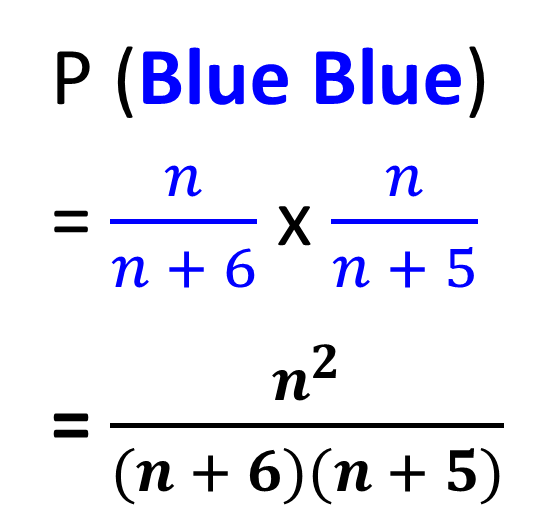 P (Blue Blue)
= n/(n + 6) x n/(n + 5)
= n²/((n + 6)(n + 5))